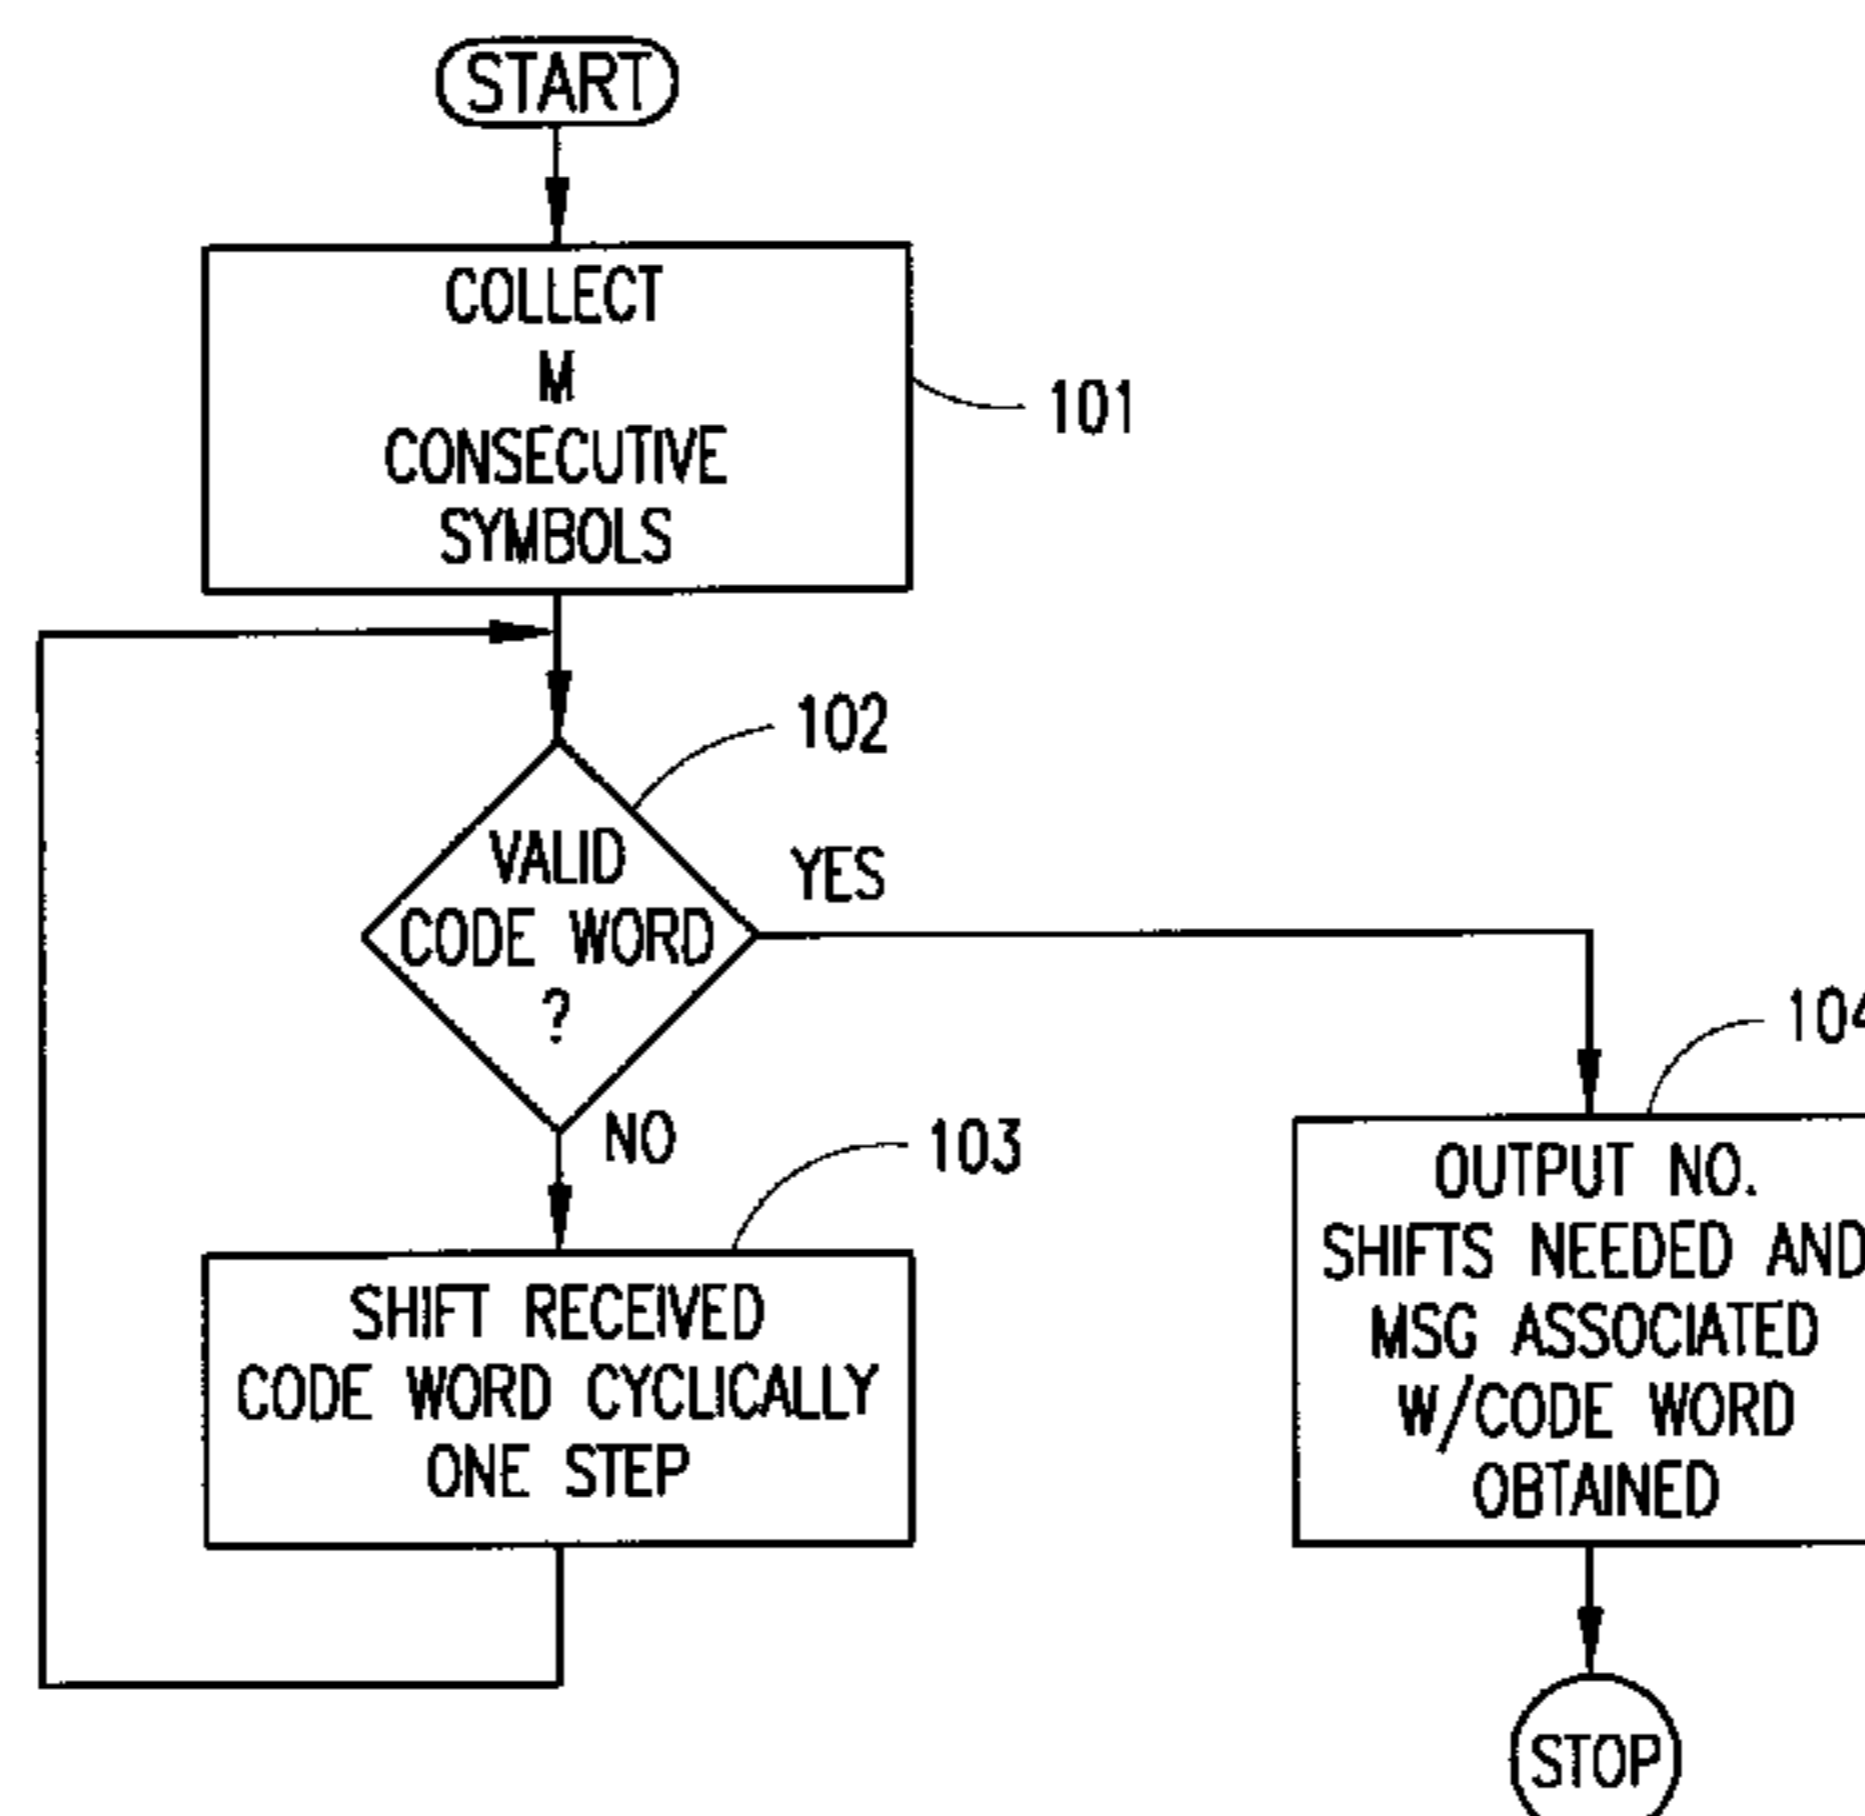 START
COLLECT
M
CONSECUTIVE
SYMBOLS
101
102
VALID
CODE WORD
?
YES
NO
103
SHIFT RECEIVED
CODE WORD CYCLICALLY
ONE STEP
104
OUTPUT NO.
SHIFTS NEEDED AND
MSG ASSOCIATED
W/CODE WORD
OBTAINED
STOP